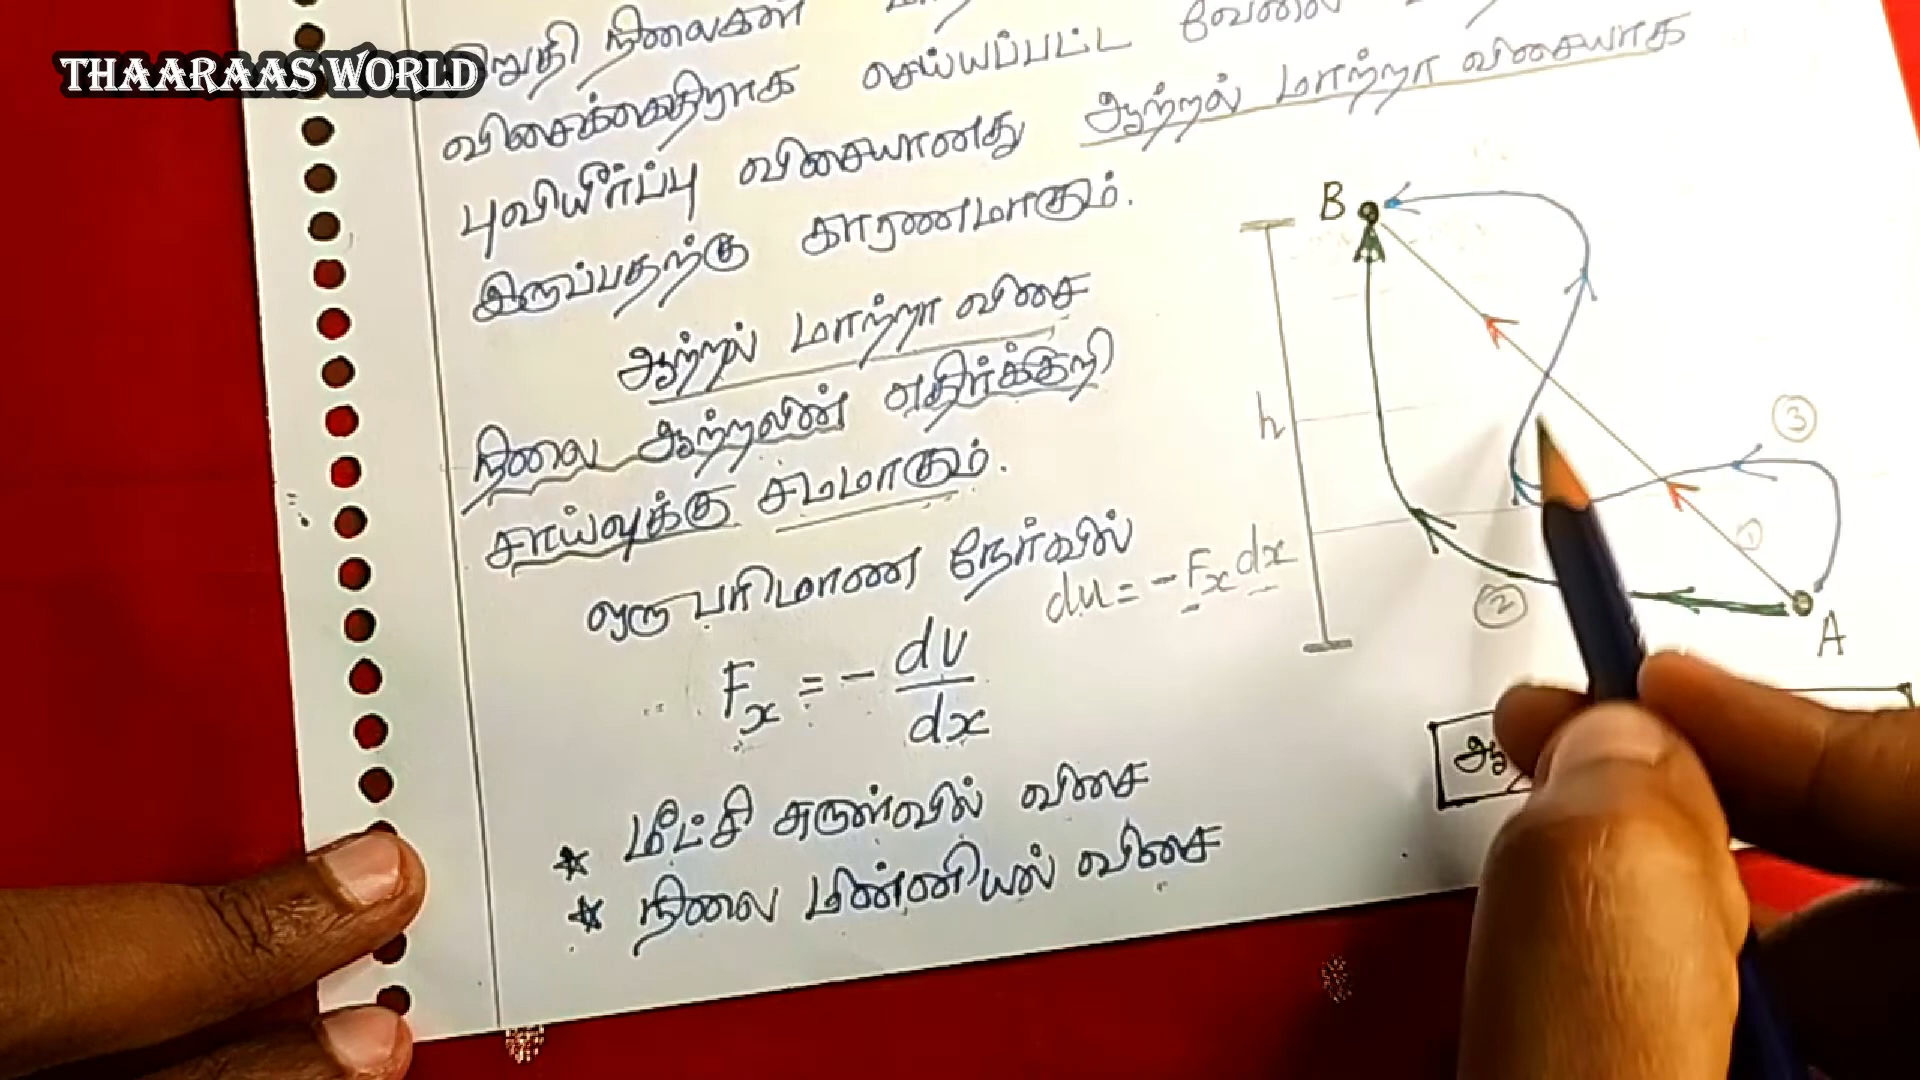 THAARAAS WORLD
இறுதி நிலைகள்
விசைக்கெதிராக செய்யப்பட்ட வேலை
புவியீர்ப்பு விசையானது ஆற்றல் மாற்றா விசையாக
இருப்பதற்கு காரணமாகும்.
ஆற்றல் மாற்றா விசை
நிலை ஆற்றலின் எதிர்க்குறி
சாய்வுக்கு சமமாகும்.
ஒரு பரிமாண நேர்வில்
du = - Fx dx
Fx = - dU/dx
* மீட்சி சுருள்வில் விசை
* நிலை மின்னியல் விசை
B
h
3
1
2
A